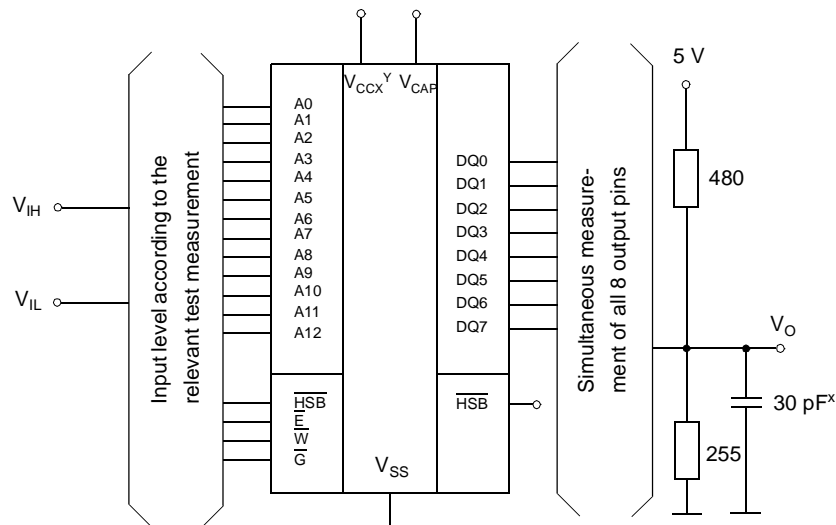 5 V
V_CCX^Y V_CAP
A0
A1
A2
A3
A4
A5
A6
A7
A8
A9
A10
A11
A12
H̅S̅B̅
E̅
W̅
G̅
V_IH
V_IL
Input level according to the
relevant test measurement
V_SS
DQ0
DQ1
DQ2
DQ3
DQ4
DQ5
DQ6
DQ7
H̅S̅B̅
Simultaneous measure-
ment of all 8 output pins
480
V_O
30 pF^x
255